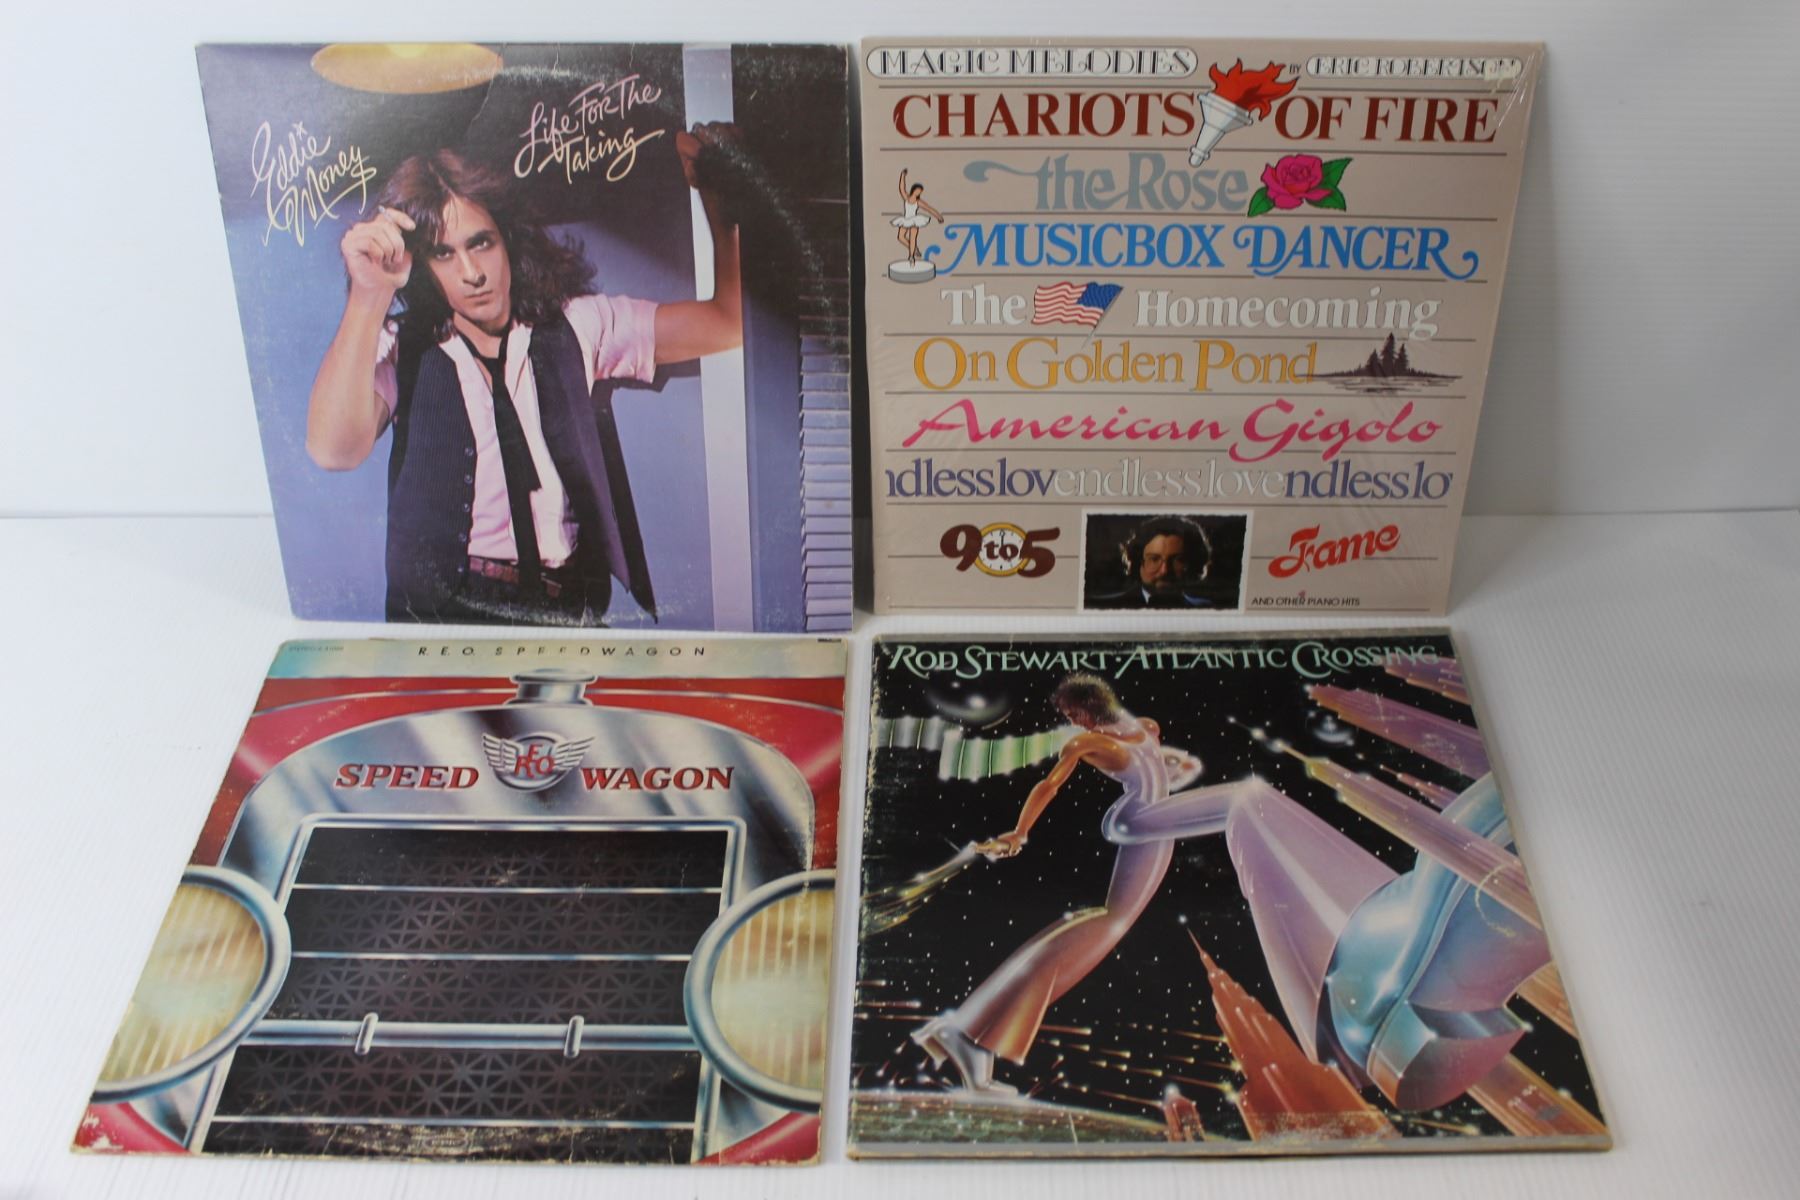 Eddie
Money
Life For The
Taking
MAGIC MELODIES BY ERIC ROBERTSON
CHARIOTS OF FIRE
the Rose
MUSICBOX DANCER
The Homecoming
On Golden Pond
American Gigolo
ndlesslovendlesslovendlesslo
9 to 5
Fame
AND OTHER PIANO HITS
R.E.O. SPEEDWAGON
SPEED REO WAGON
ROD STEWART · ATLANTIC CROSSING